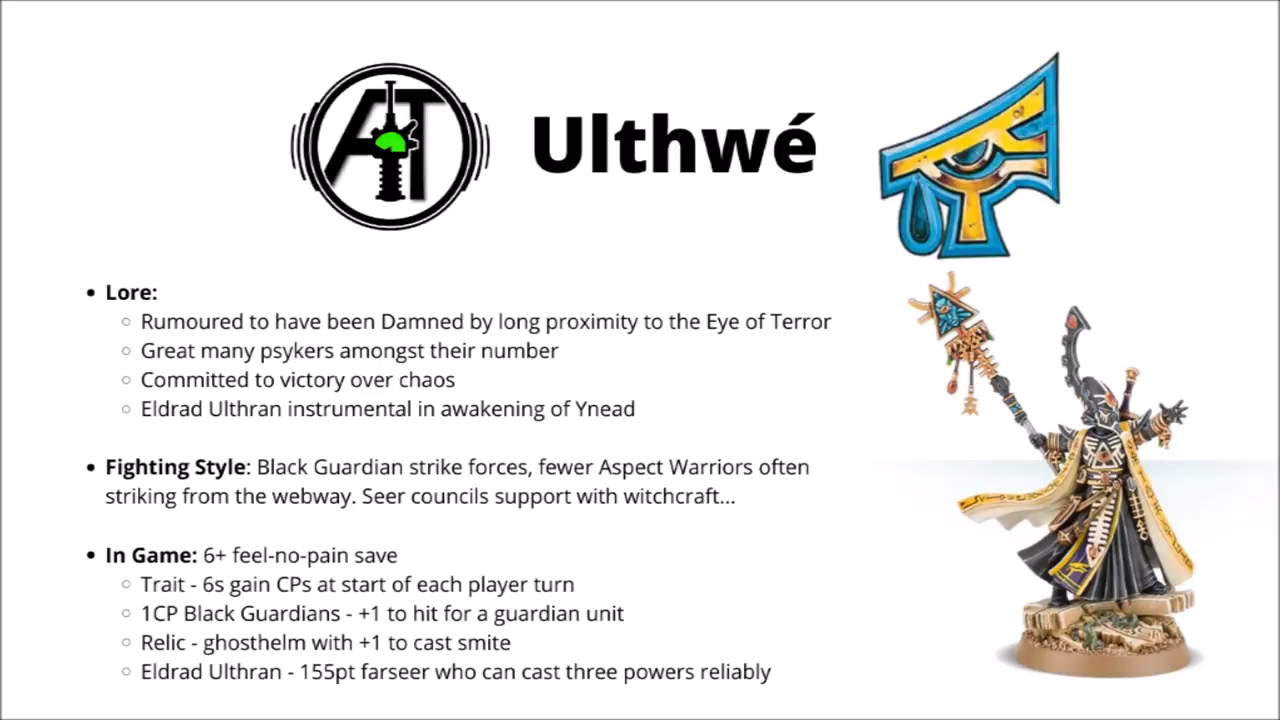 AT
Ulthwé
Lore:
Rumoured to have been Damned by long proximity to the Eye of Terror
Great many psykers amongst their number
Committed to victory over chaos
Eldrad Ulthran instrumental in awakening of Ynead
Fighting Style: Black Guardian strike forces, fewer Aspect Warriors often
striking from the webway. Seer councils support with witchcraft...
In Game: 6+ feel-no-pain save
Trait - 6s gain CPs at start of each player turn
1CP Black Guardians - +1 to hit for a guardian unit
Relic - ghosthelm with +1 to cast smite
Eldrad Ulthran - 155pt farseer who can cast three powers reliably